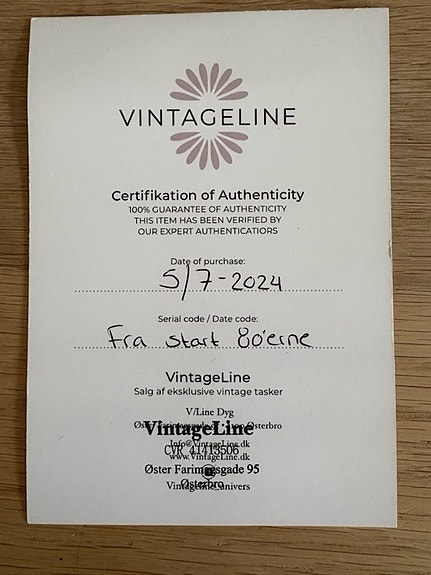 VINTAGELINE
Certifikation of Authenticity
100% GUARANTEE OF AUTHENTICITY
THIS ITEM HAS BEEN VERIFIED BY
OUR EXPERT AUTHENTICATIORS
Date of purchase:
5/7-2024
Serial code / Date code:
Fra start 80'erne
VintageLine
Salg af eksklusive vintage tasker
V/Line Dyg
Østerbro
VintageLine
Info@VintageLine.dk
CVR 41413506
www.VintageLine.dk
Øster Farimagsgade 95
Østerbro